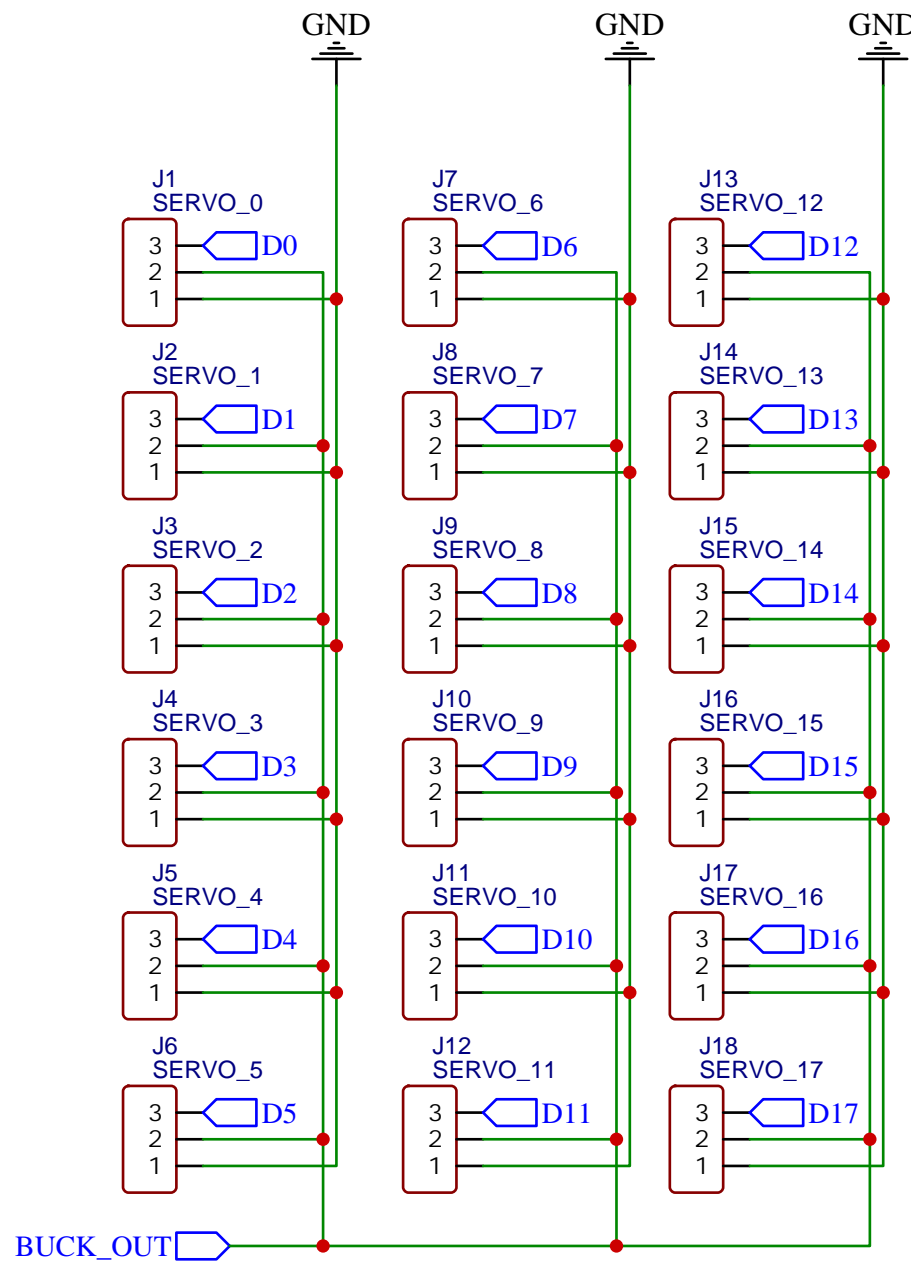 GND
GND
GND
J1
SERVO_0
3
D0
2
1
J2
SERVO_1
3
D1
2
1
J3
SERVO_2
3
D2
2
1
J4
SERVO_3
3
D3
2
1
J5
SERVO_4
3
D4
2
1
J6
SERVO_5
3
D5
2
1
J7
SERVO_6
3
D6
2
1
J8
SERVO_7
3
D7
2
1
J9
SERVO_8
3
D8
2
1
J10
SERVO_9
3
D9
2
1
J11
SERVO_10
3
D10
2
1
J12
SERVO_11
3
D11
2
1
J13
SERVO_12
3
D12
2
1
J14
SERVO_13
3
D13
2
1
J15
SERVO_14
3
D14
2
1
J16
SERVO_15
3
D15
2
1
J17
SERVO_16
3
D16
2
1
J18
SERVO_17
3
D17
2
1
BUCK_OUT